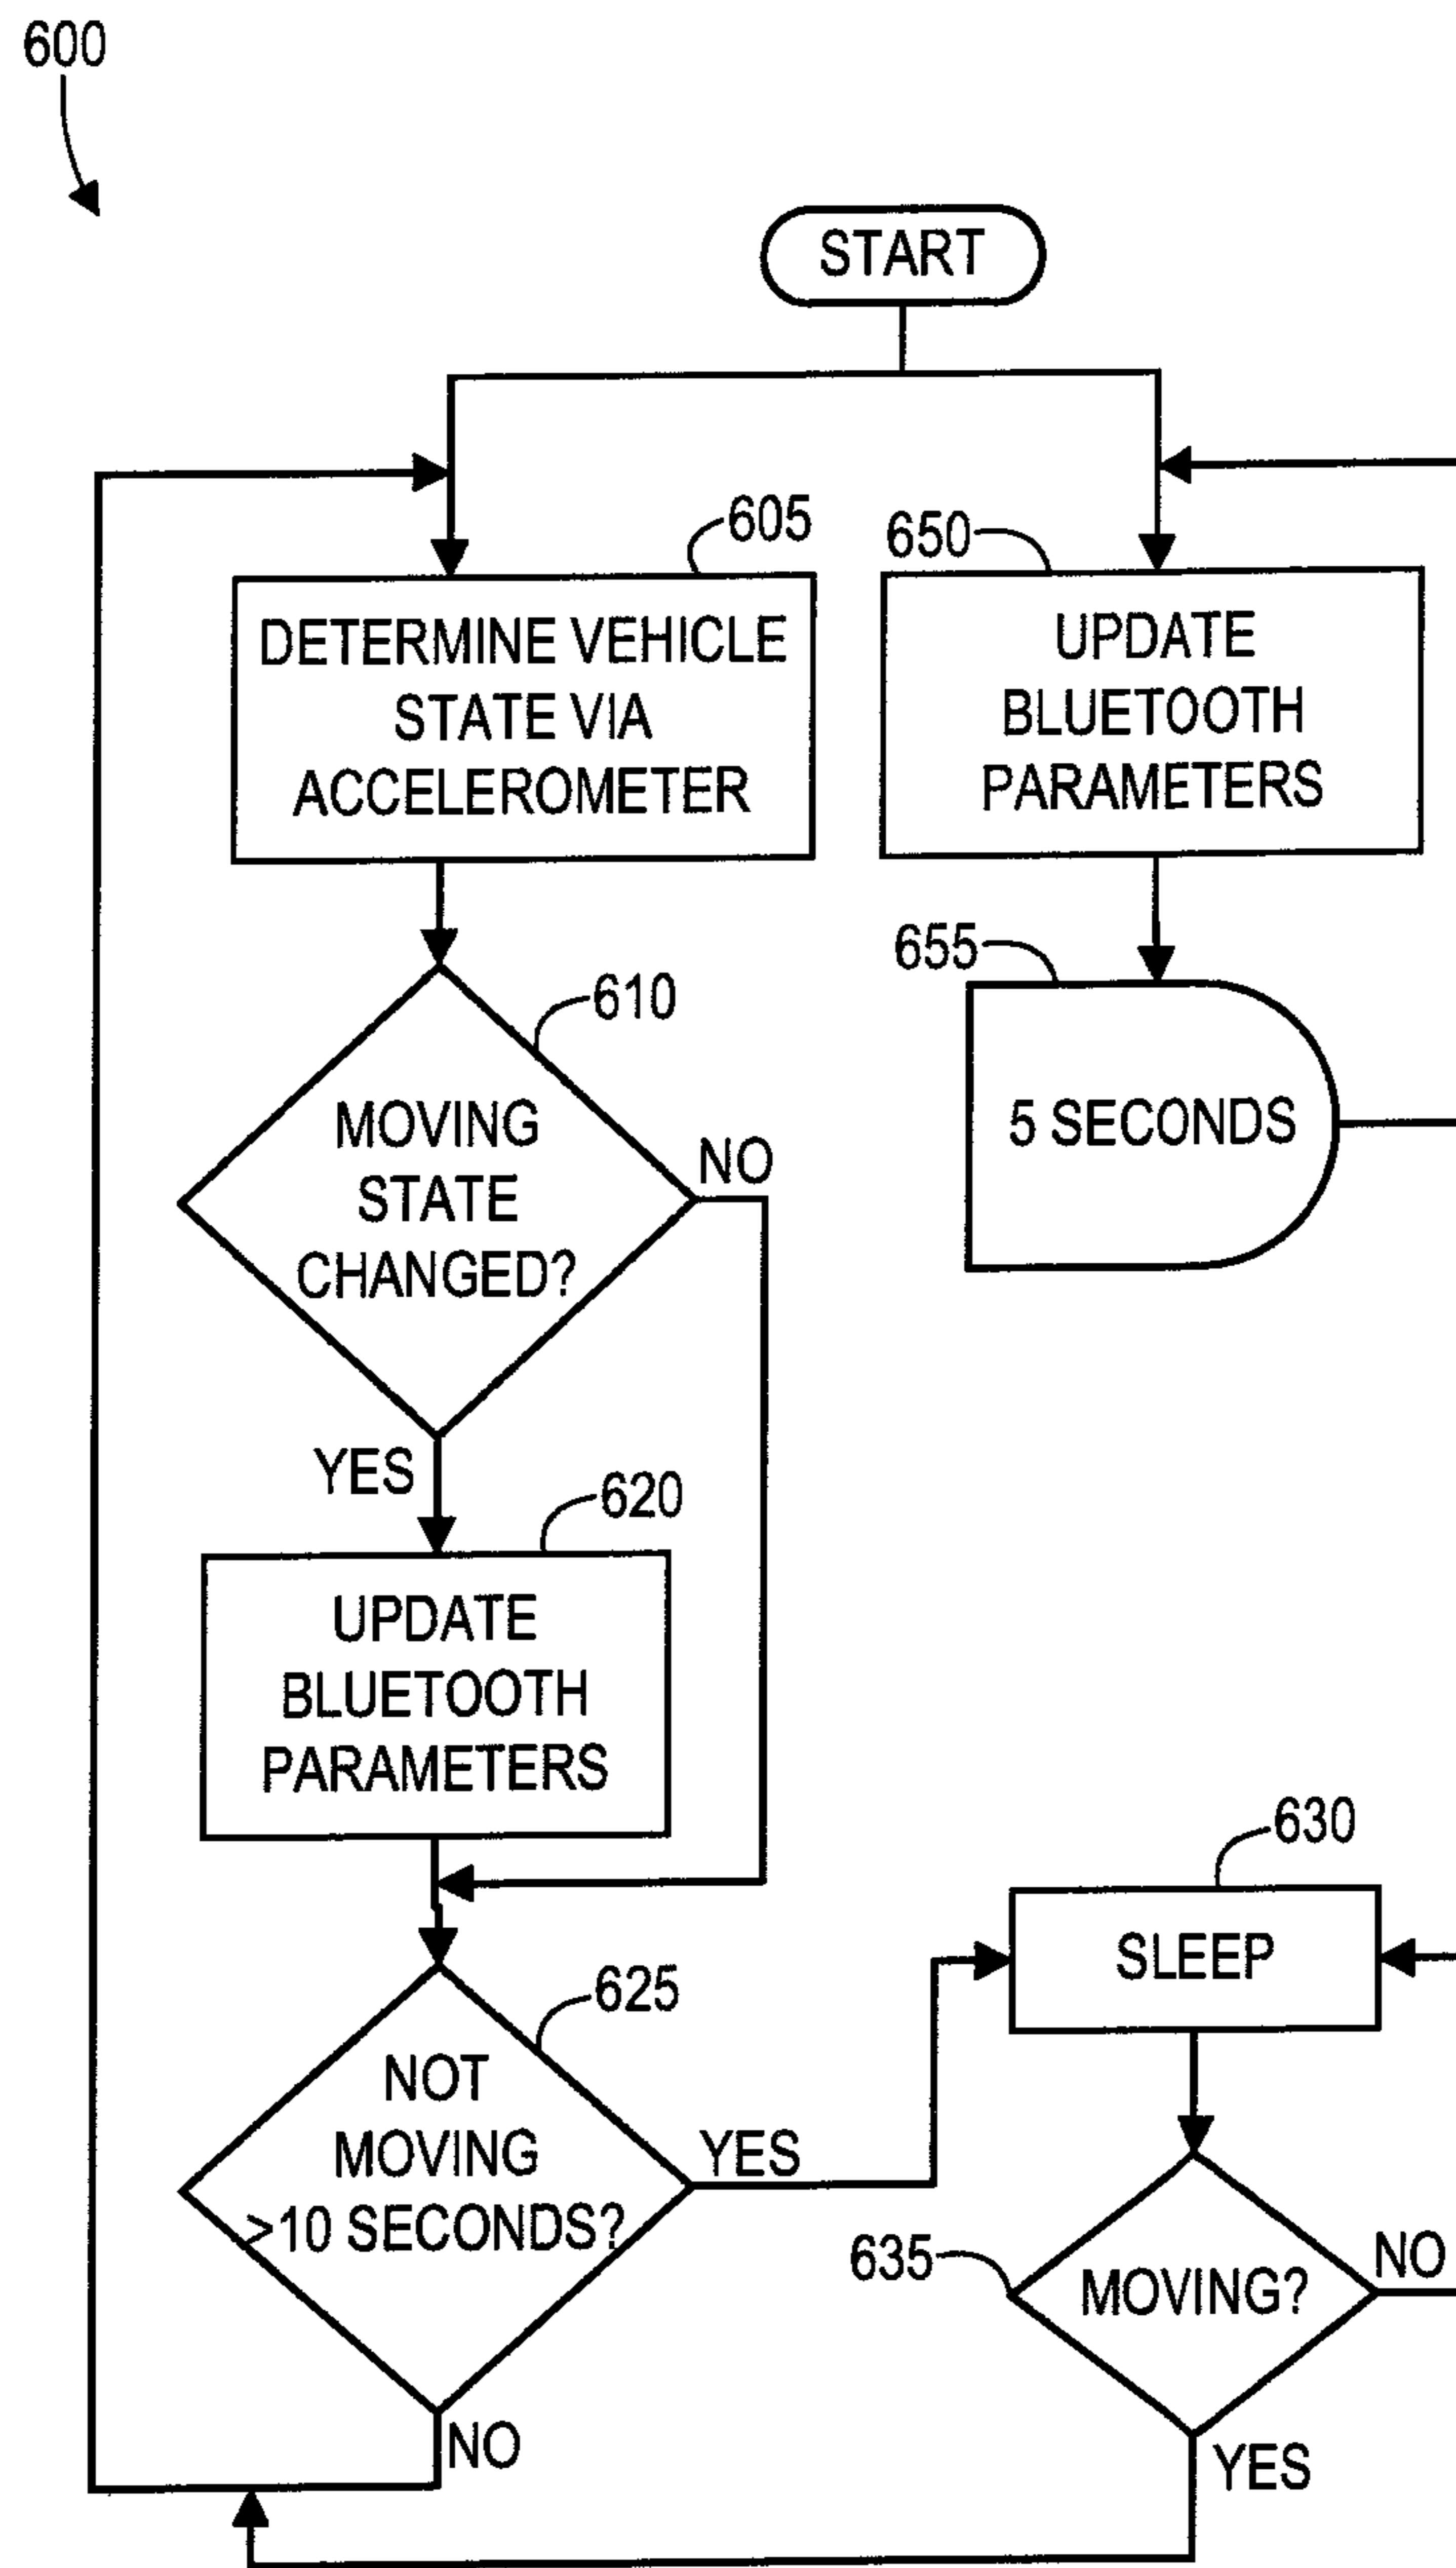 600
START
605
DETERMINE VEHICLE
STATE VIA
ACCELEROMETER
650
UPDATE
BLUETOOTH
PARAMETERS
655
5 SECONDS
610
MOVING
STATE
CHANGED?
NO
YES
620
UPDATE
BLUETOOTH
PARAMETERS
625
NOT
MOVING
>10 SECONDS?
YES
NO
630
SLEEP
635
MOVING?
NO
YES